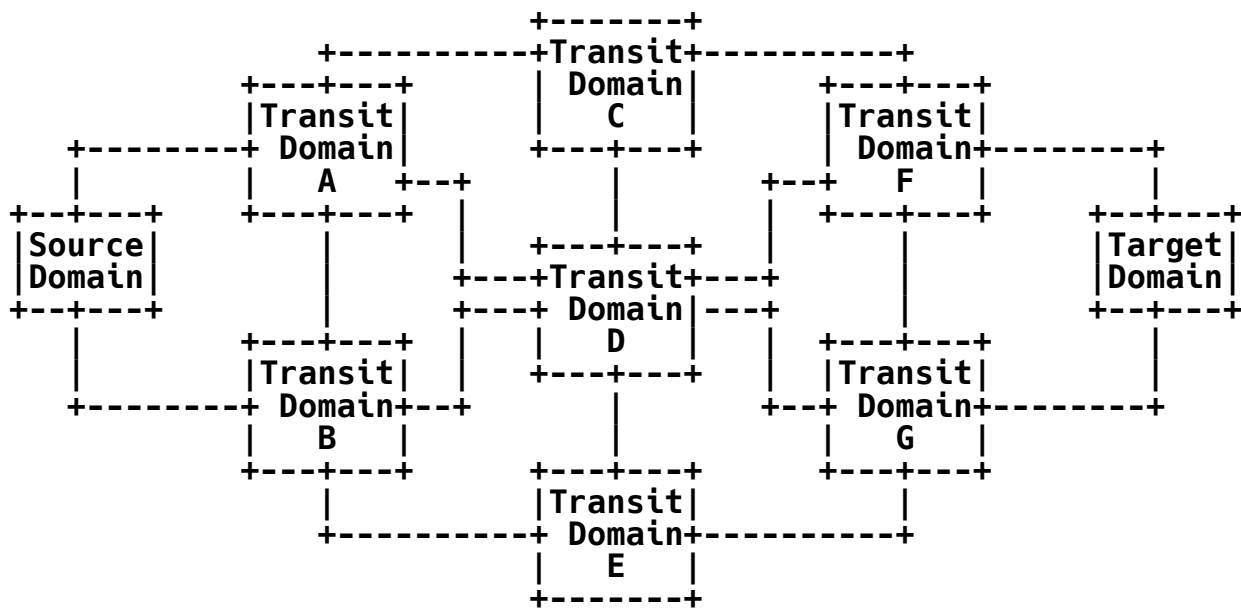 Transit
Domain
C
Transit
Domain
A
Transit
Domain
F
Source
Domain
Transit
Domain
D
Target
Domain
Transit
Domain
B
Transit
Domain
G
Transit
Domain
E